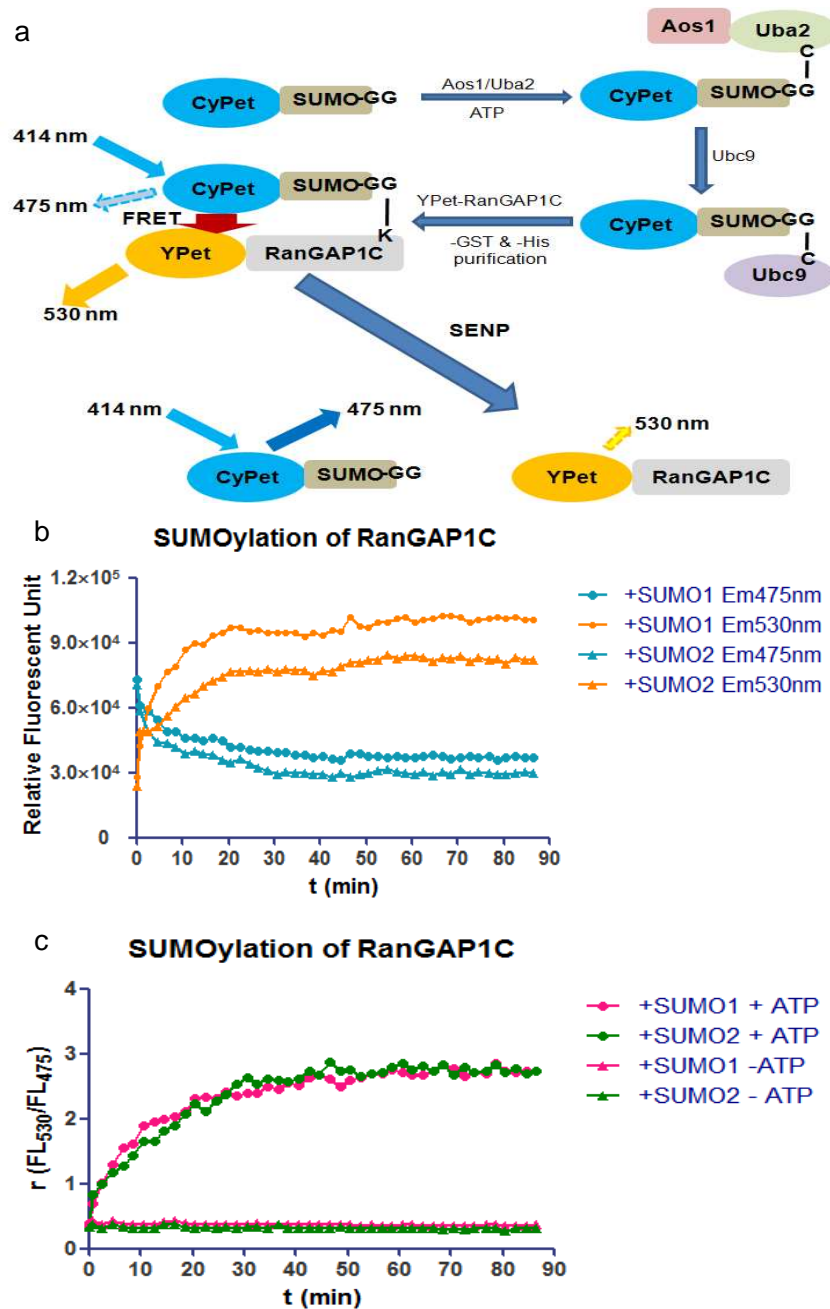 a
Aos1
Uba2
C
CyPet
SUMO-GG
Aos1/Uba2
ATP
CyPet
SUMO-GG
414 nm
Ubc9
CyPet
SUMO-GG
475 nm
YPet-RanGAP1C
CyPet
SUMO-GG
FRET
K
-GST & -His
purification
C
YPet
RanGAP1C
Ubc9
530 nm
SENP
414 nm
475 nm
530 nm
CyPet
SUMO-GG
YPet
RanGAP1C
b
SUMOylation of RanGAP1C
1.2×10⁵
9.0×10⁴
6.0×10⁴
3.0×10⁴
0
Relative Fluorescent Unit
0 10 20 30 40 50 60 70 80 90
t (min)
+SUMO1 Em475nm
+SUMO1 Em530nm
+SUMO2 Em475nm
+SUMO2 Em530nm
c
SUMOylation of RanGAP1C
4
3
2
1
0
r (FL₅₃₀/FL₄₇₅)
0 10 20 30 40 50 60 70 80 90
t (min)
+SUMO1 + ATP
+SUMO2 + ATP
+SUMO1 -ATP
+SUMO2 - ATP